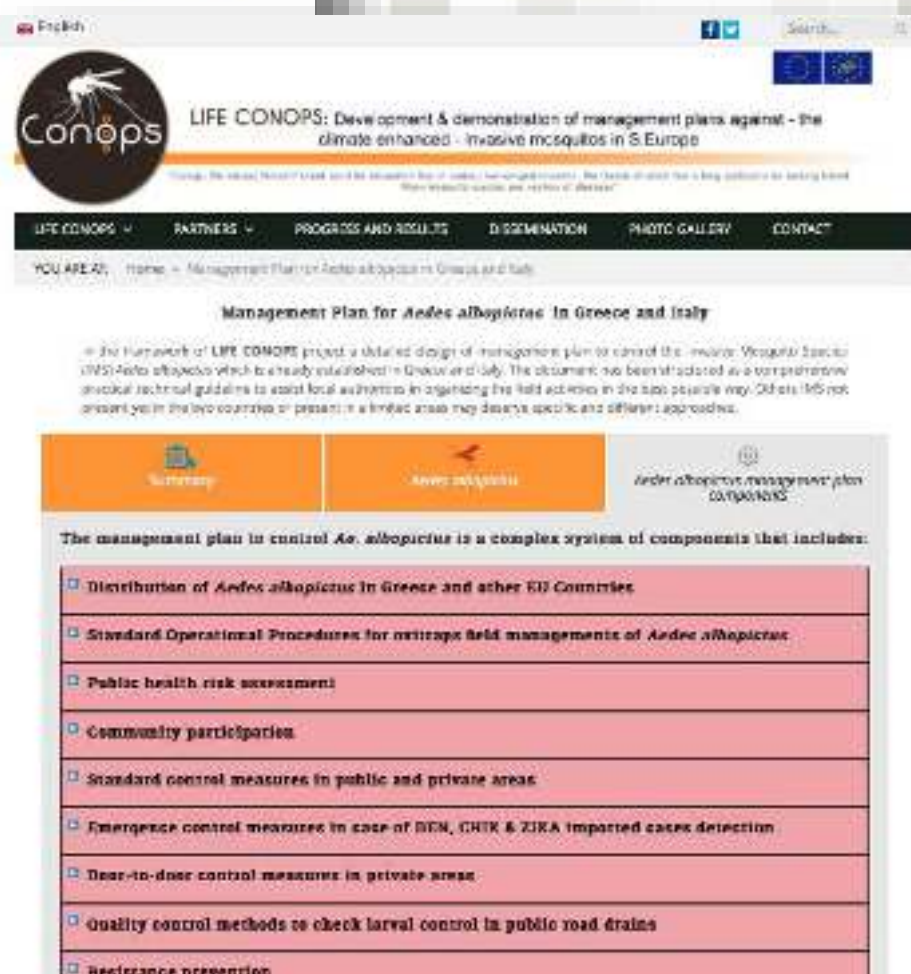 English
Search...
Conops
LIFE CONOPS: Development & demonstration of management plans against - the
climate enhanced - invasive mosquitos in S.Europe
LIFE CONOPS
PARTNERS
PROGRESS AND RESULTS
DISSEMINATION
PHOTO GALLERY
CONTACT
YOU ARE AT: Home Management Plan for Aedes albopictus in Greece and Italy
Management Plan for Aedes albopictus in Greece and Italy
In the framework of LIFE CONOPS project a detailed design of management plan to control the Invasive Mosquito Species
(IMS) Aedes albopictus which is already established in Greece and Italy. The document has been structured as a comprehensive
practical technical guideline to assist local authorities in organizing the field activities in the best possible way. Others IMS not
present yet in the two countries or present in a limited areas may deserve specific and different approaches.
Summary
Aedes albopictus
Aedes albopictus management plan
components
The management plan to control Ae. albopictus is a complex system of components that includes:
Distribution of Aedes albopictus in Greece and other EU Countries
Standard Operational Procedures for ovitraps field managements of Aedes albopictus
Public health risk assessment
Community participation
Standard control measures in public and private areas
Emergence control measures in case of DEN, CHIK & ZIKA imported cases detection
Door-to-door control measures in private areas
Quality control methods to check larval control in public road drains
Resistance prevention